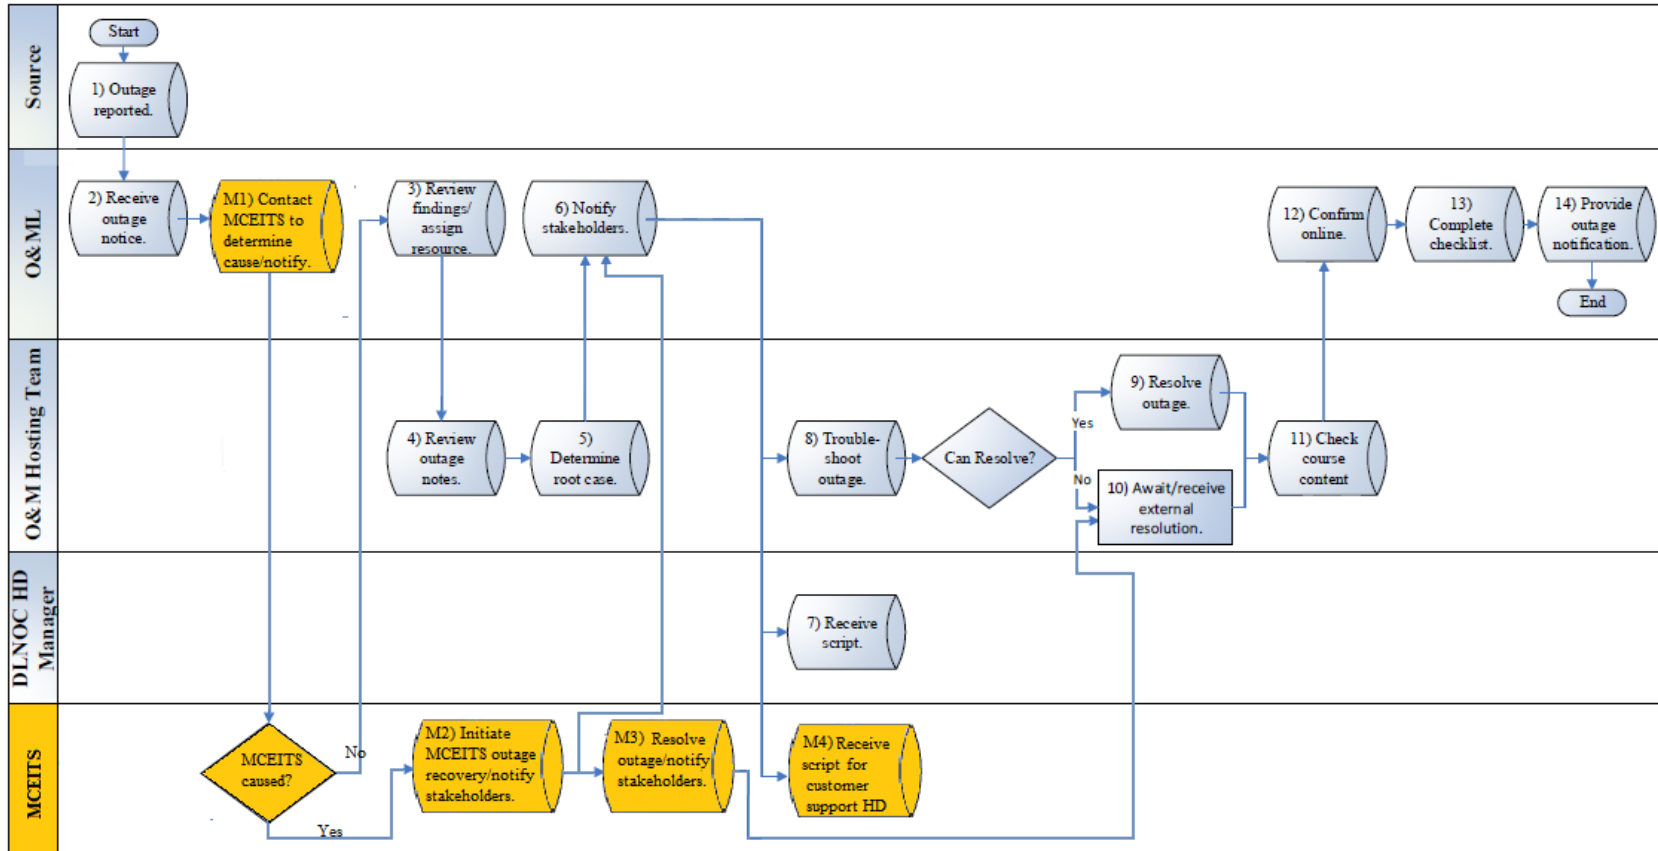 Source
Start
1) Outage
reported.
O&ML
2) Receive
outage
notice.
M1) Contact
MCEITS to
determine
cause/notify.
3) Review
findings/
assign
resource.
6) Notify
stakeholders.
12) Confirm
online.
13)
Complete
checklist.
14) Provide
outage
notification.
End
O&M Hosting Team
4) Review
outage
notes.
5)
Determine
root case.
8) Trouble-
shoot
outage.
Can Resolve?
Yes
No
9) Resolve
outage.
10) Await/receive
external
resolution.
11) Check
course
content
DLNOC HD
Manager
7) Receive
script.
MCEITS
MCEITS
caused?
No
Yes
M2) Initiate
MCEITS outage
recovery/notify
stakeholders.
M3) Resolve
outage/notify
stakeholders.
M4) Receive
script for
customer
support HD